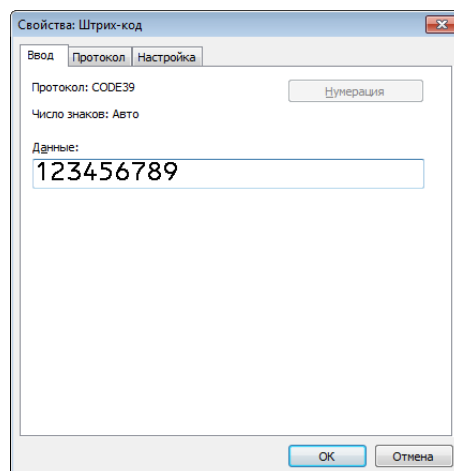 Свойства: Штрих-код
Ввод Протокол Настройка
Протокол: CODE39 Нумерация
Число знаков: Авто
Данные:
123456789
OK Отмена